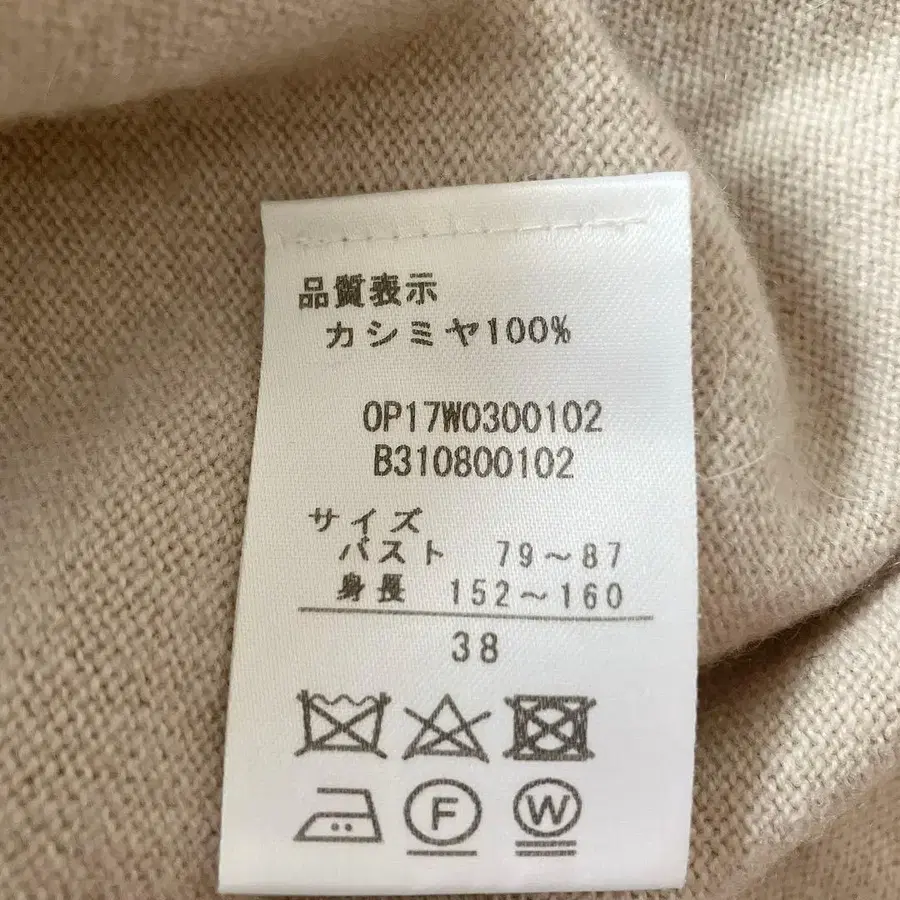 品質表示
カシミヤ100%
OP17W0300102
B310800102
サイズ
バスト 79～87
身長 152～160
38
F W